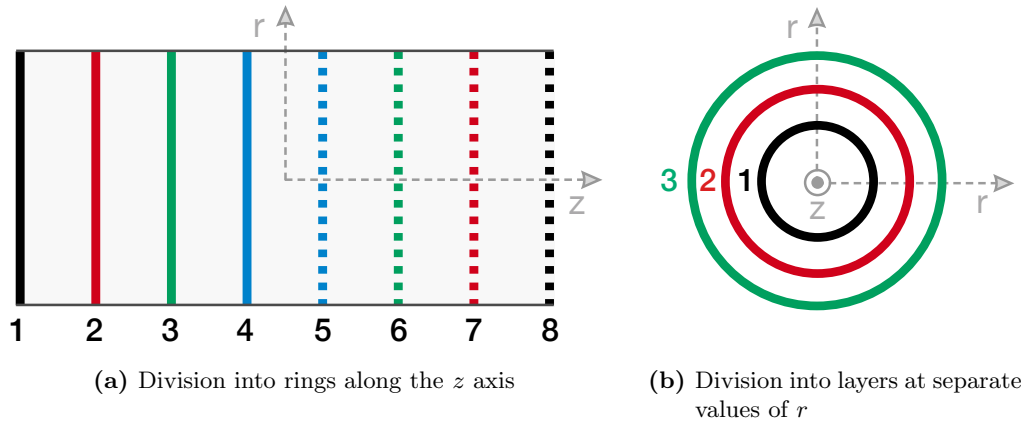 r
z
1 2 3 4 5 6 7 8
(a) Division into rings along the z axis
3 2 1
z
r
r
(b) Division into layers at separate
values of r